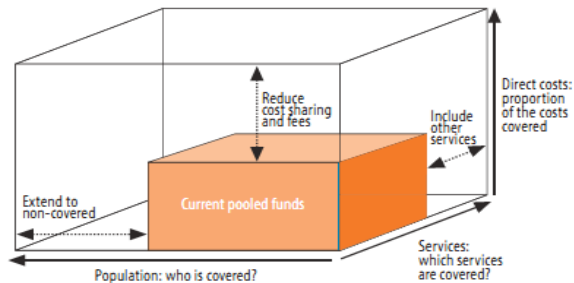 Direct costs:
proportion
of the costs
covered
Reduce
cost sharing
and fees
Include
other
services
Extend to
non-covered
Current pooled funds
Services:
which services
are covered?
Population: who is covered?